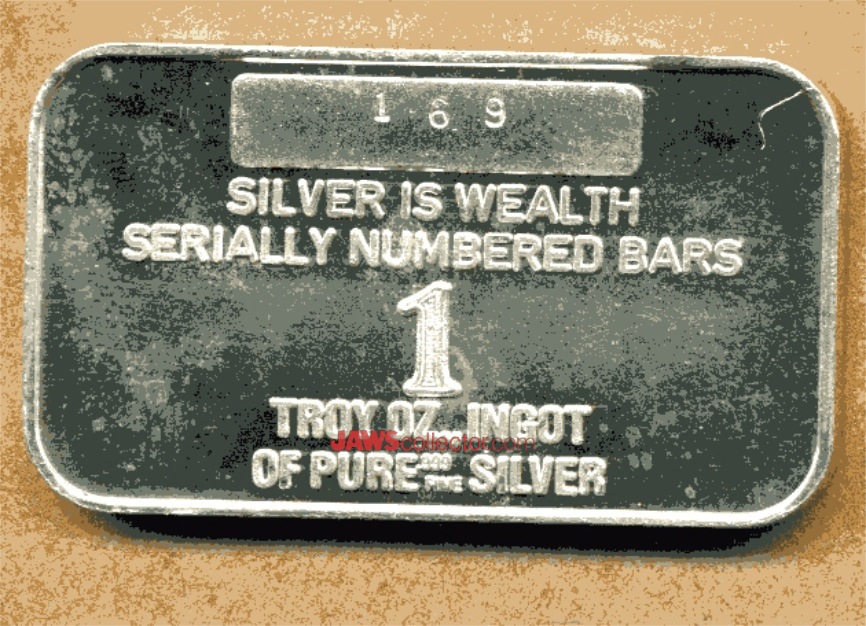 1 6 9
SILVER IS WEALTH
SERIALLY NUMBERED BARS
1
TROY OZ. INGOT
JAWScollector.com
OF PURE .999 FINE SILVER